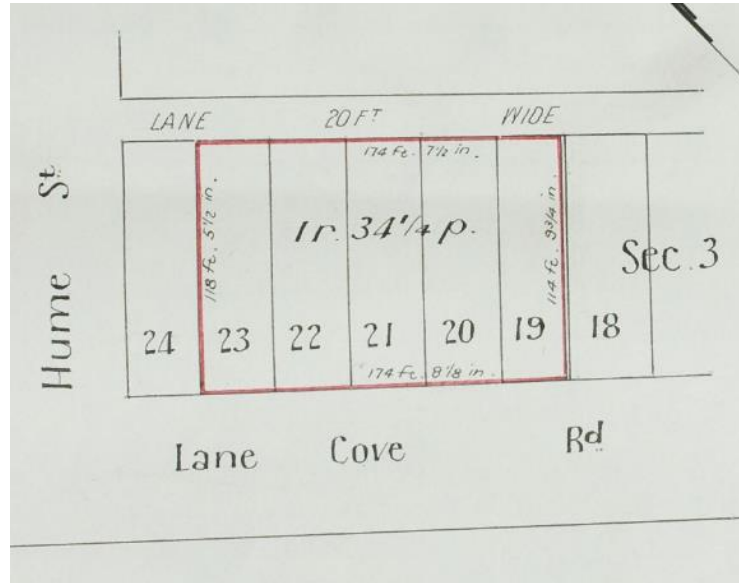 LANE 20 FT WIDE
174 ft. 7½ in.
Hume St.
118 ft. 5½ in.
1 r. 34¼ p.
114 ft. 9¾ in.
Sec. 3
24 23 22 21 20 19 18
174 ft. 8⅛ in.
Lane Cove Rd